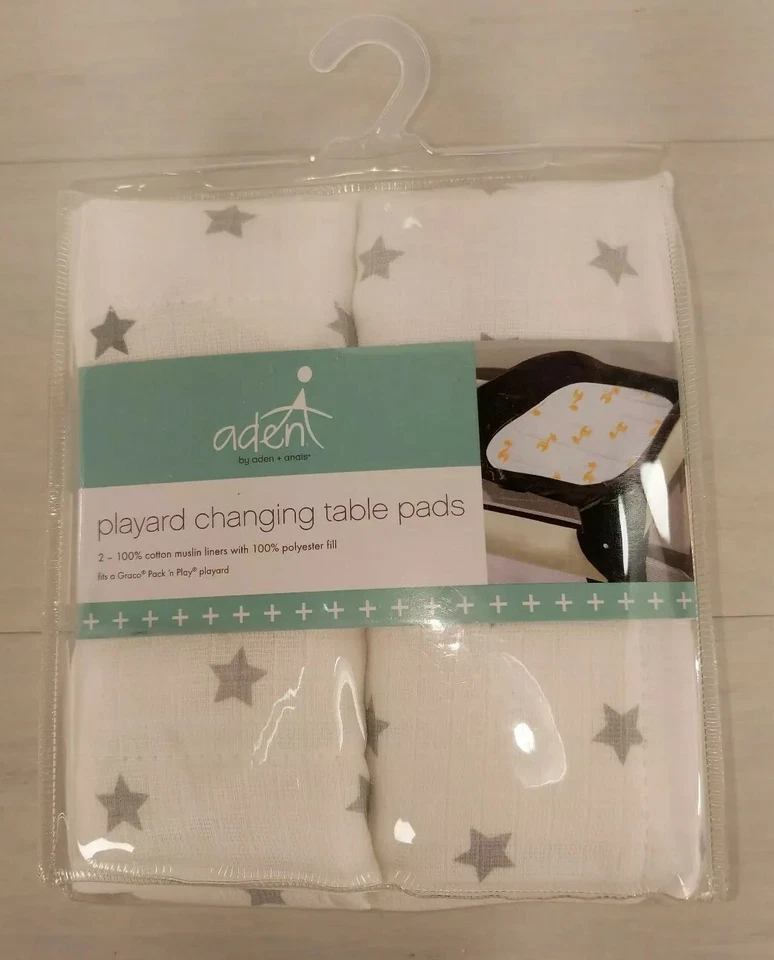 aden
by aden + anais®
playard changing table pads
2 – 100% cotton muslin liners with 100% polyester fill
fits a Graco® Pack 'n Play® playard